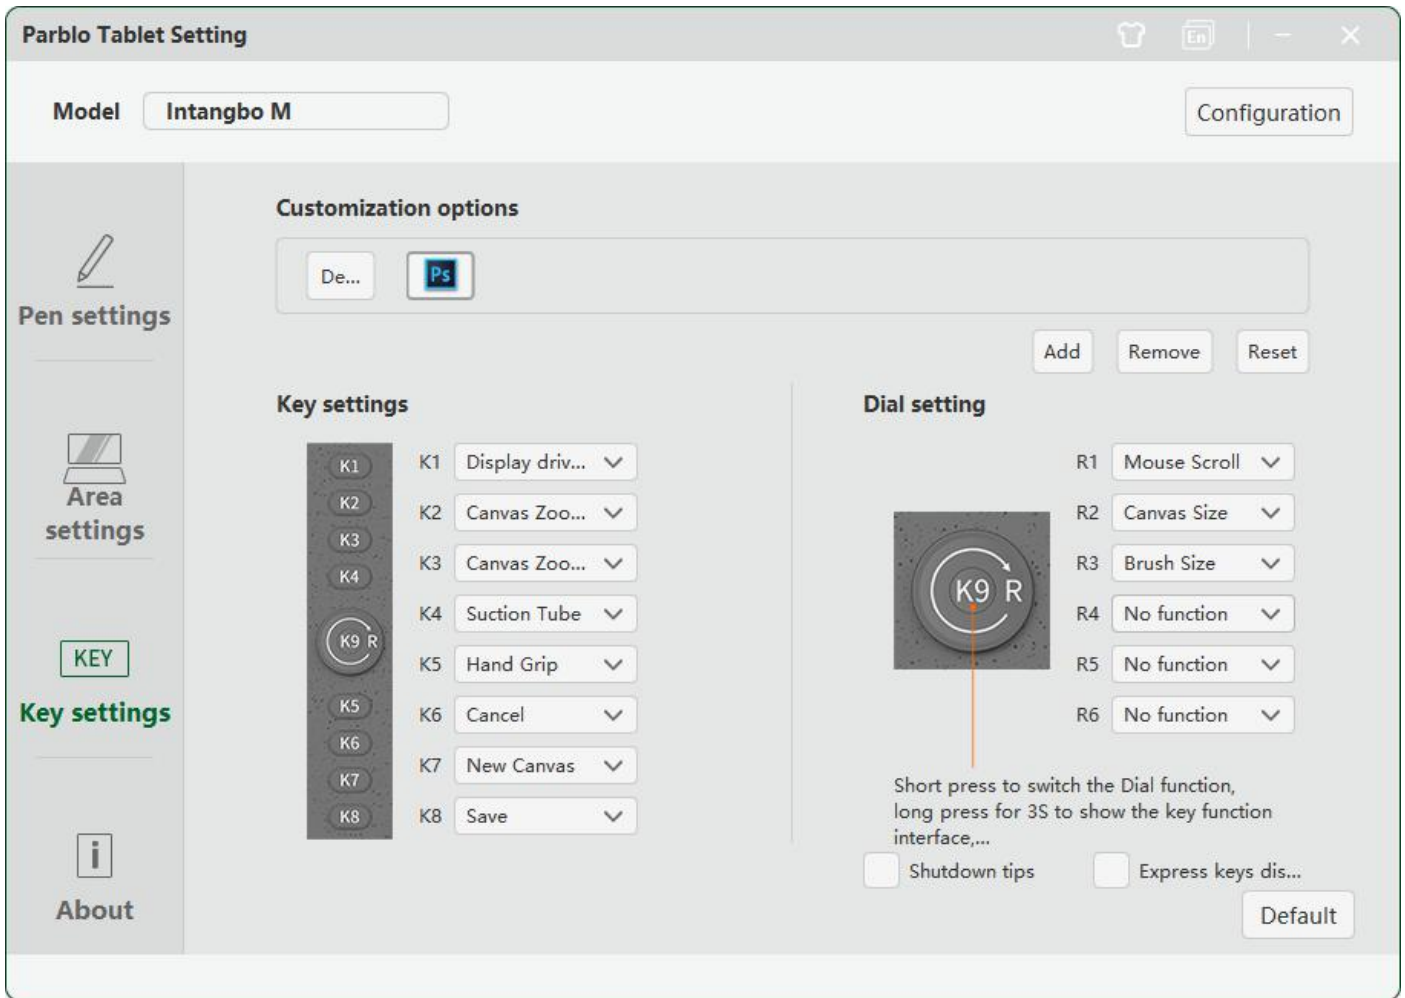 Parblo Tablet Setting
En
Model
Intangbo M
Configuration
Customization options
De...
Ps
Add
Remove
Reset
Pen settings
Area
settings
KEY
Key settings
i
About
Key settings
K1
K2
K3
K4
K9 R
K5
K6
K7
K8
K1 Display driv...
K2 Canvas Zoo...
K3 Canvas Zoo...
K4 Suction Tube
K5 Hand Grip
K6 Cancel
K7 New Canvas
K8 Save
Dial setting
K9 R
R1 Mouse Scroll
R2 Canvas Size
R3 Brush Size
R4 No function
R5 No function
R6 No function
Short press to switch the Dial function,
long press for 3S to show the key function
interface,...
Shutdown tips
Express keys dis...
Default